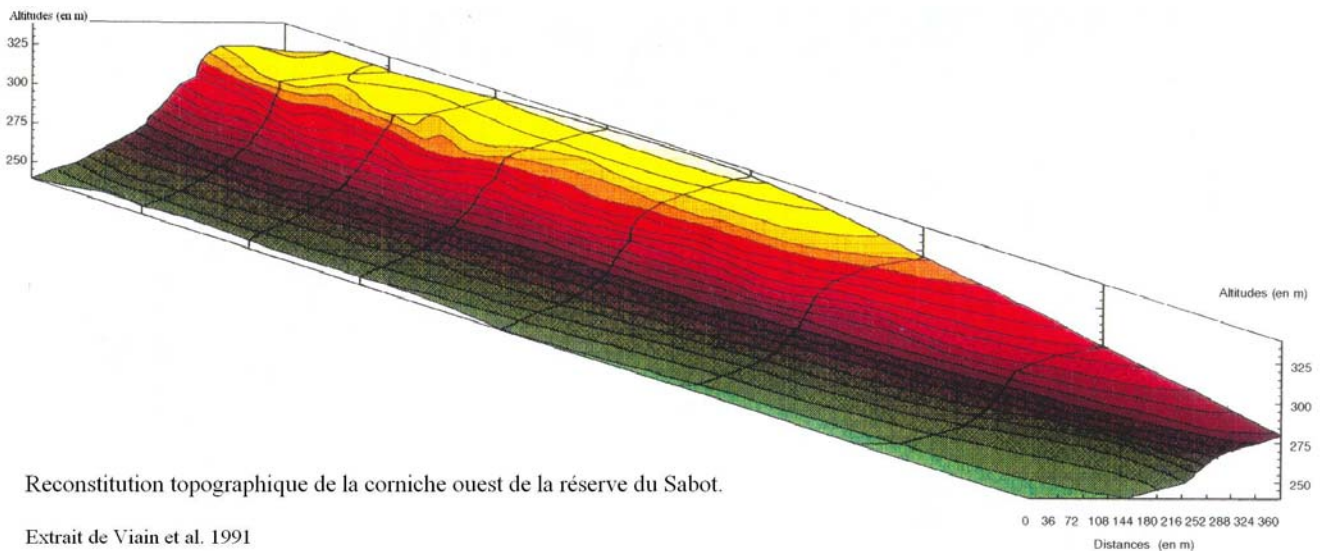 Altitudes (en m)
325
300
275
250
Altitudes (en m)
325
300
275
250
0 36 72 108 144 180 216 252 288 324 360
Distances (en m)
Reconstitution topographique de la corniche ouest de la réserve du Sabot.
Extrait de Viain et al. 1991